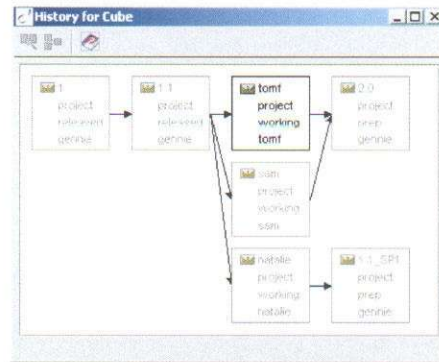 History for Cube
1
project
released
gennie
1.1
project
released
gennie
tomf
project
working
tomf
2.0
project
prep
gennie
sam
project
working
sam
natalie
project
working
natalie
1.1_SP1
project
prep
gennie